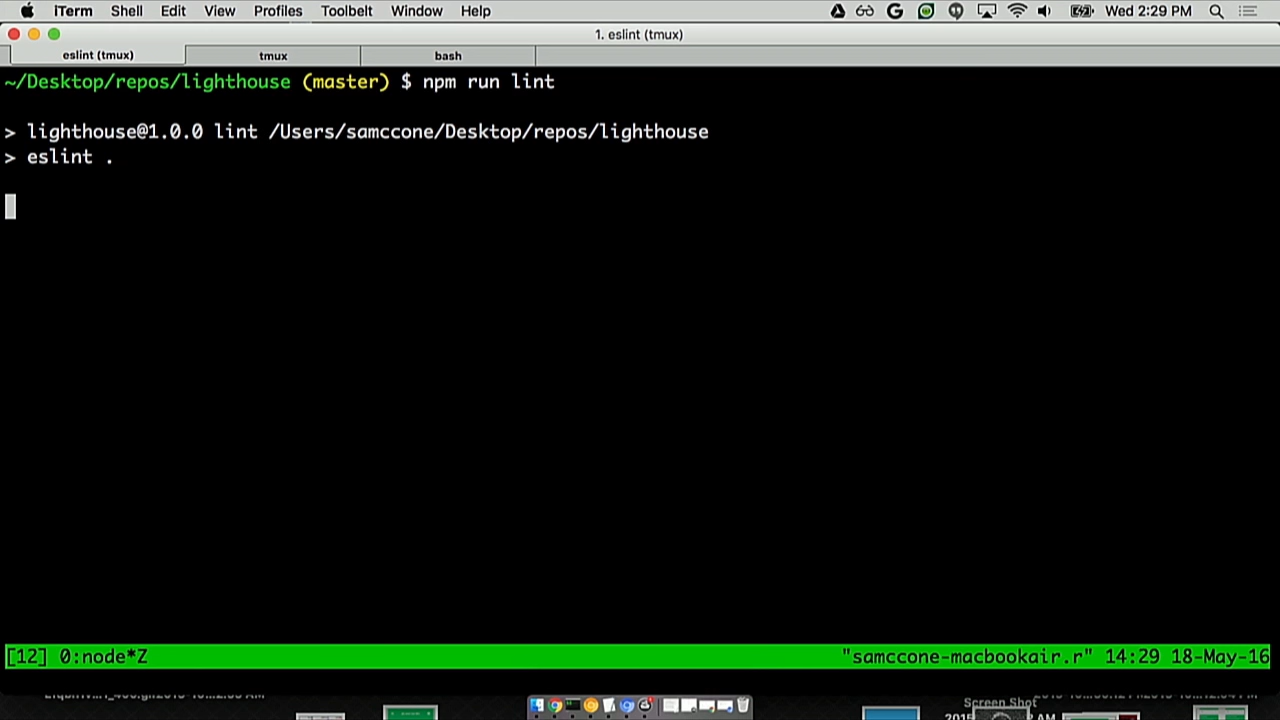 iTerm Shell Edit View Profiles Toolbelt Window Help Wed 2:29 PM
1. eslint (tmux)
eslint (tmux) tmux bash
~/Desktop/repos/lighthouse (master) $ npm run lint
> lighthouse@1.0.0 lint /Users/samccone/Desktop/repos/lighthouse
> eslint .
[12] 0:node*Z "samccone-macbookair.r" 14:29 18-May-16
Screen Shot